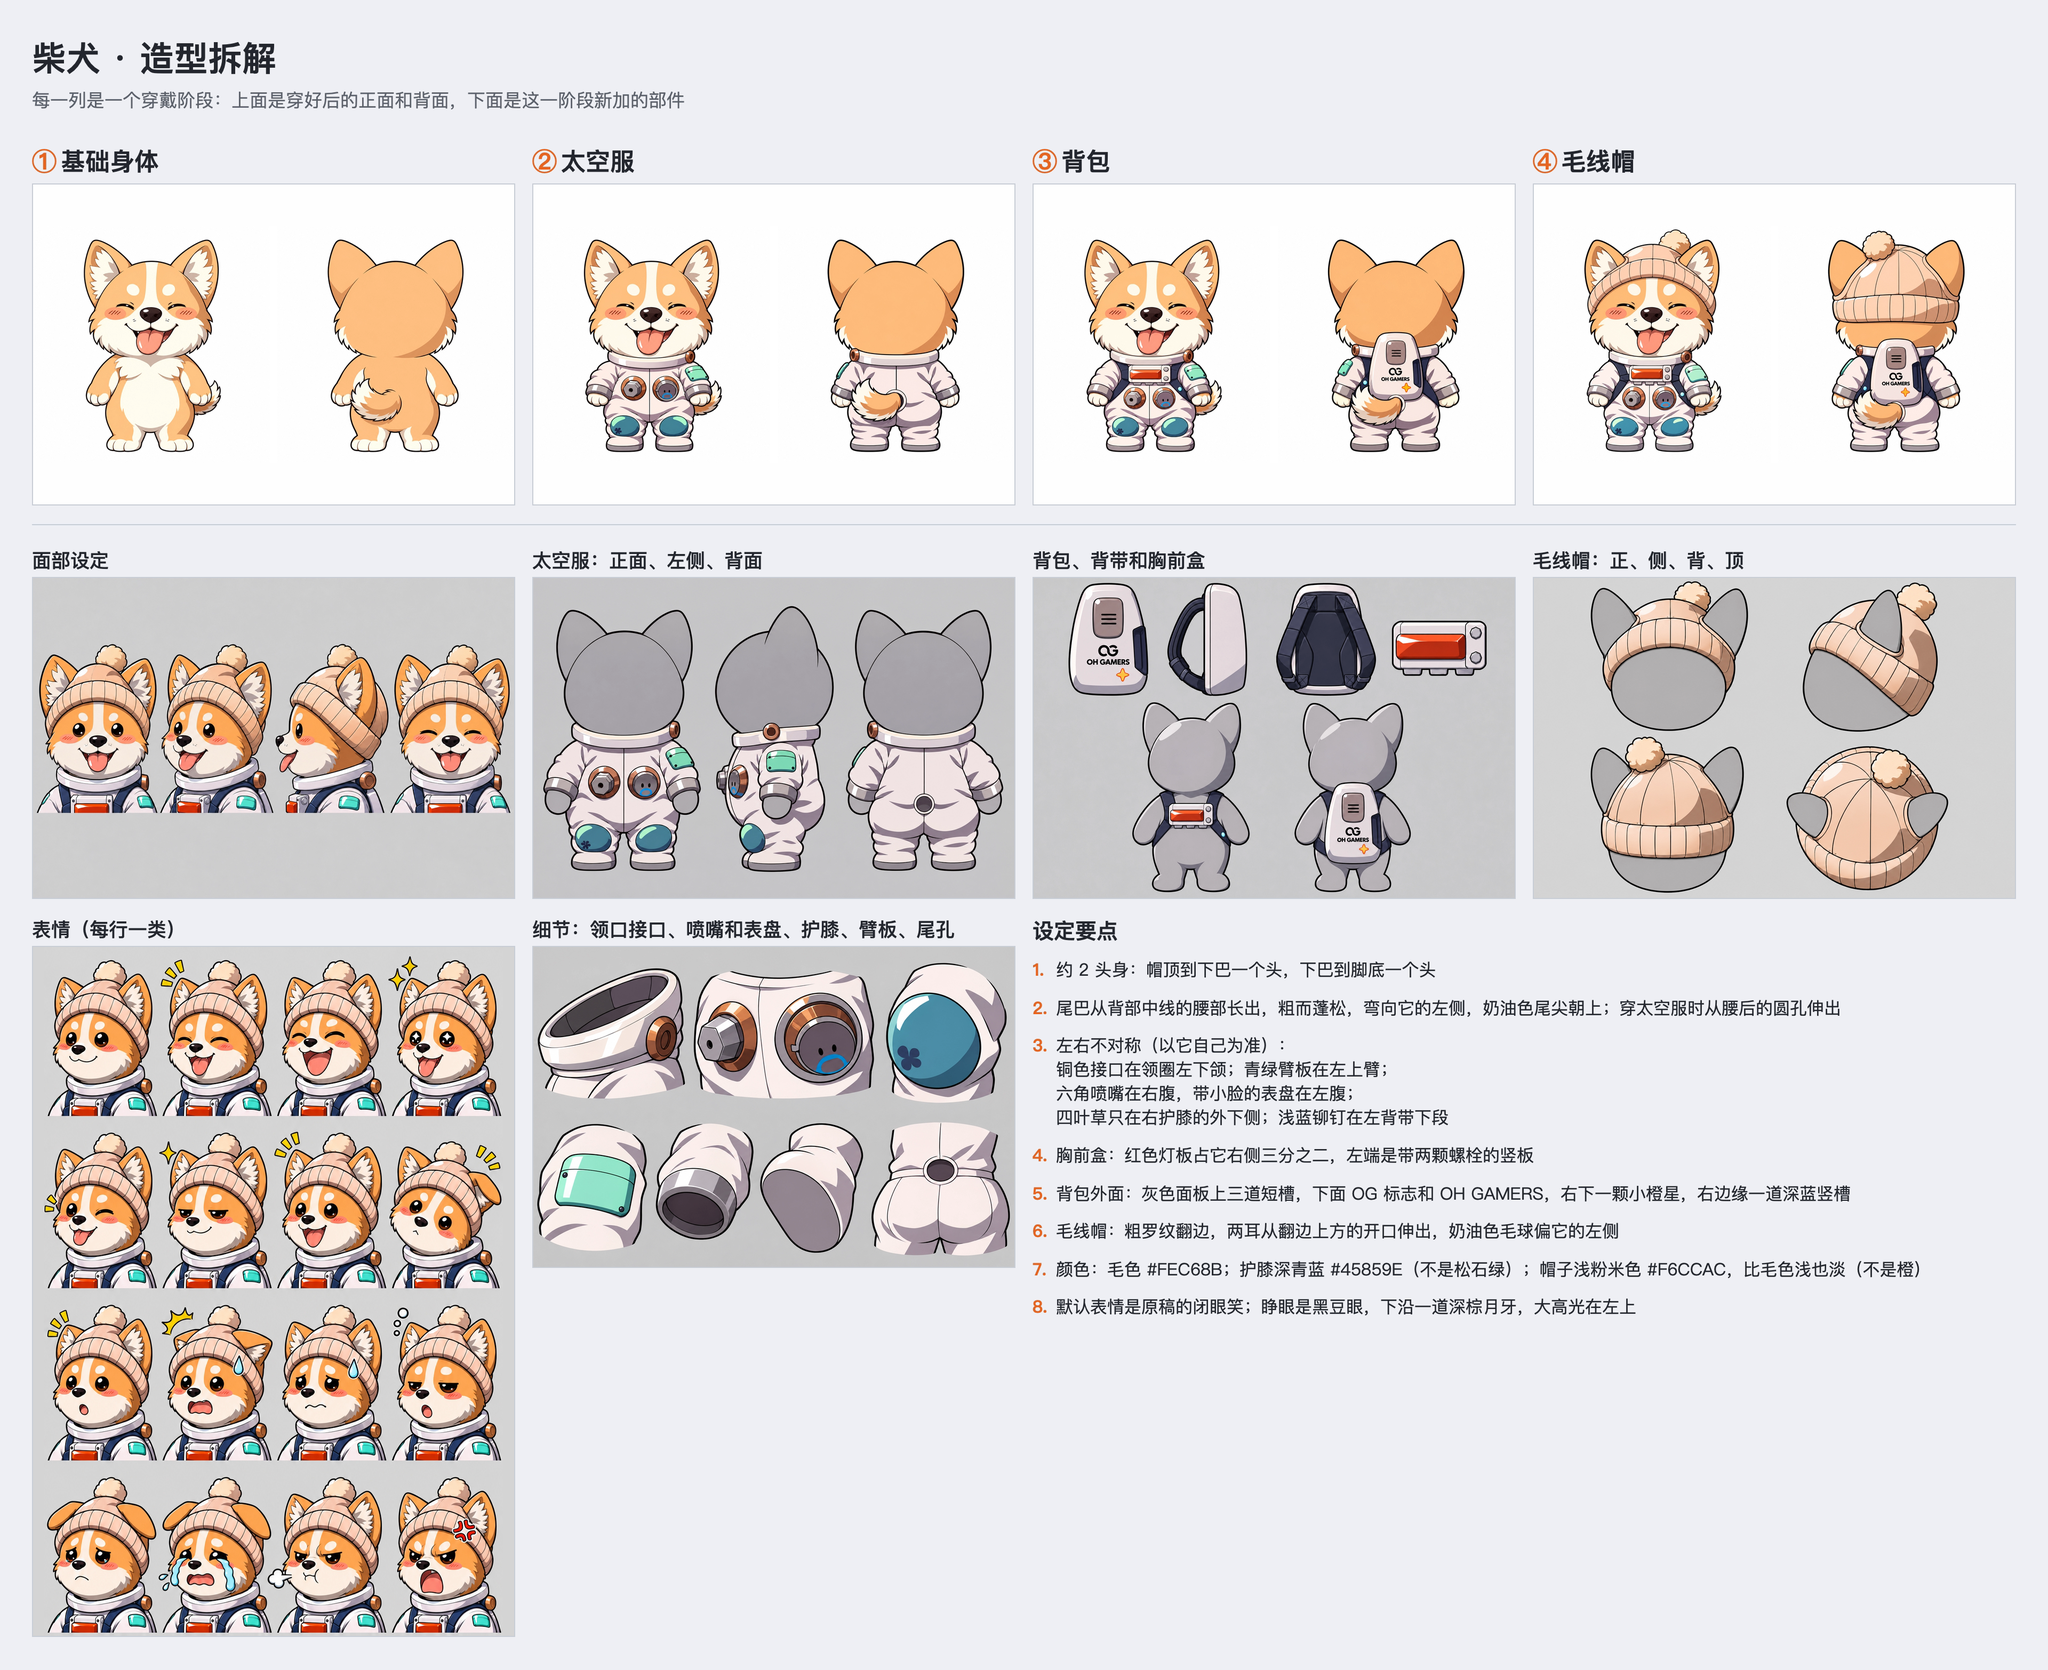 柴犬 · 造型拆解
每一列是一个穿戴阶段：上面是穿好后的正面和背面，下面是这一阶段新加的部件
① 基础身体
② 太空服
③ 背包
④ 毛线帽
OG
OH GAMERS
OG
OH GAMERS
面部设定
太空服：正面、左侧、背面
背包、背带和胸前盒
毛线帽：正、侧、背、顶
OG
OH GAMERS
OG
OH GAMERS
表情（每行一类）
细节：领口接口、喷嘴和表盘、护膝、臂板、尾孔
设定要点
1. 约 2 头身：帽顶到下巴一个头，下巴到脚底一个头
2. 尾巴从背部中线的腰部长出，粗而蓬松，弯向它的左侧，奶油色尾尖朝上；穿太空服时从腰后的圆孔伸出
3. 左右不对称（以它自己为准）：
铜色接口在领圈左下颌；青绿臂板在左上臂；
六角喷嘴在右腹，带小脸的表盘在左腹；
四叶草只在右护膝的外下侧；浅蓝铆钉在左背带下段
4. 胸前盒：红色灯板占它右侧三分之二，左端是带两颗螺栓的竖板
5. 背包外面：灰色面板上三道短槽，下面 OG 标志和 OH GAMERS，右下一颗小橙星，右边缘一道深蓝竖槽
6. 毛线帽：粗罗纹翻边，两耳从翻边上方的开口伸出，奶油色毛球偏它的左侧
7. 颜色：毛色 #FEC68B；护膝深青蓝 #45859E（不是松石绿）；帽子浅粉米色 #F6CCAC，比毛色浅也淡（不是橙）
8. 默认表情是原稿的闭眼笑；睁眼是黑豆眼，下沿一道深棕月牙，大高光在左上